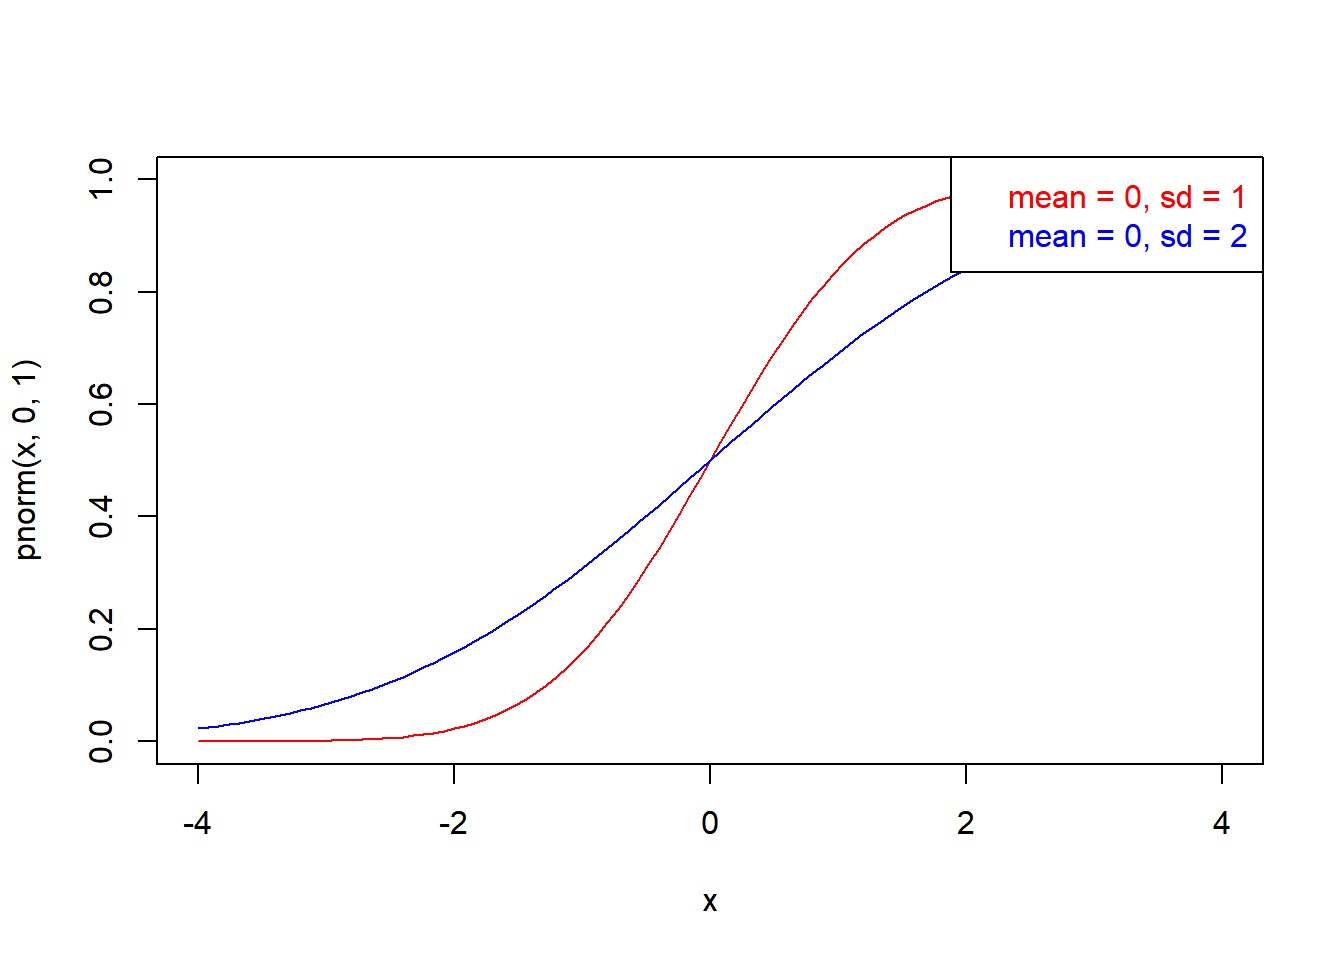 mean = 0, sd = 1
mean = 0, sd = 2
pnorm(x, 0, 1)
1.0
0.8
0.6
0.4
0.2
0.0
-4
-2
0
2
4
x